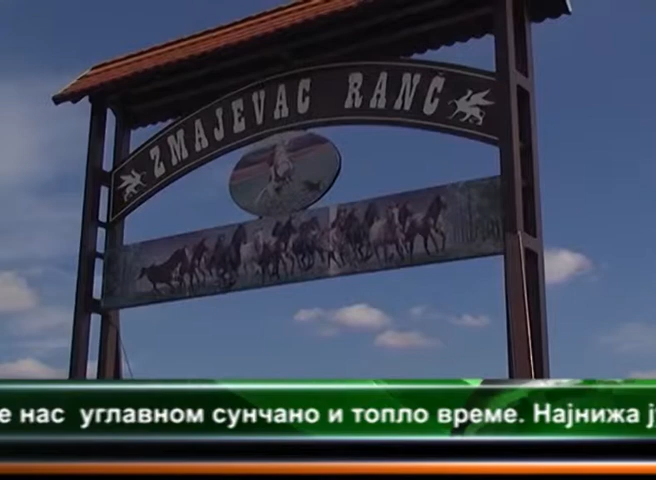 ZMAJEVAC RANČ
е нас углавном сунчано и топло време. Најнижа ј